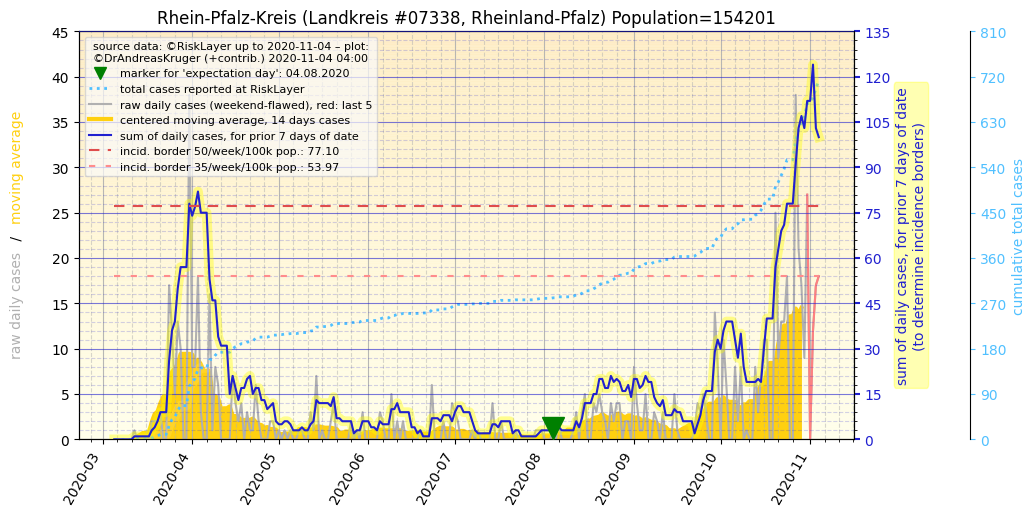 Rhein-Pfalz-Kreis (Landkreis #07338, Rheinland-Pfalz) Population=154201
source data: ©RiskLayer up to 2020-11-04 – plot:
©DrAndreasKruger (+contrib.) 2020-11-04 04:00
marker for 'expectation day': 04.08.2020
total cases reported at RiskLayer
raw daily cases (weekend-flawed), red: last 5
centered moving average, 14 days cases
sum of daily cases, for prior 7 days of date
incid. border 50/week/100k pop.: 77.10
incid. border 35/week/100k pop.: 53.97
raw daily cases / moving average
45
40
35
30
25
20
15
10
5
0
135
120
105
90
75
60
45
30
15
0
sum of daily cases, for prior 7 days of date
(to determine incidence borders)
810
720
630
540
450
360
270
180
90
0
cumulative total cases
2020-03
2020-04
2020-05
2020-06
2020-07
2020-08
2020-09
2020-10
2020-11